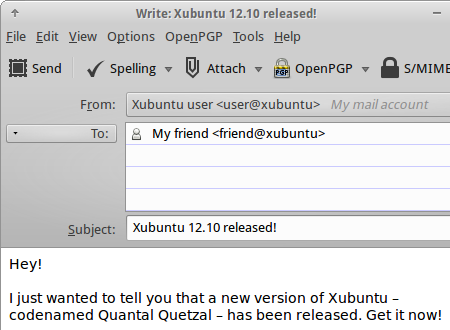 Write: Xubuntu 12.10 released!
File Edit View Options OpenPGP Tools Help
Send Spelling Attach OpenPGP S/MIME
From: Xubuntu user <user@xubuntu> My mail account
To: My friend <friend@xubuntu>
Subject: Xubuntu 12.10 released!
Hey!
I just wanted to tell you that a new version of Xubuntu –
codenamed Quantal Quetzal – has been released. Get it now!